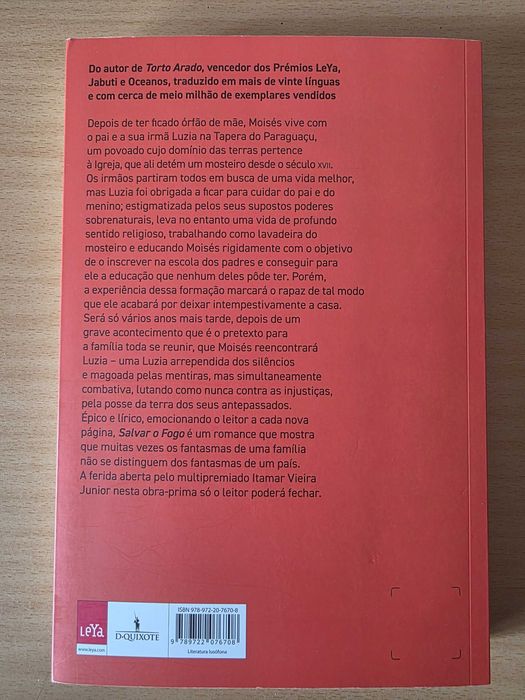 Do autor de Torto Arado, vencedor dos Prémios LeYa,
Jabuti e Oceanos, traduzido em mais de vinte línguas
e com cerca de meio milhão de exemplares vendidos
Depois de ter ficado órfão de mãe, Moisés vive com
o pai e a sua irmã Luzia na Tapera do Paraguaçu,
um povoado cujo domínio das terras pertence
à Igreja, que ali detém um mosteiro desde o século XVII.
Os irmãos partiram todos em busca de uma vida melhor,
mas Luzia foi obrigada a ficar para cuidar do pai e do
menino; estigmatizada pelos seus supostos poderes
sobrenaturais, leva no entanto uma vida de profundo
sentido religioso, trabalhando como lavadeira do
mosteiro e educando Moisés rigidamente com o objetivo
de o inscrever na escola dos padres e conseguir para
ele a educação que nenhum deles pôde ter. Porém,
a experiência dessa formação marcará o rapaz de tal modo
que ele acabará por deixar intempestivamente a casa.
Será só vários anos mais tarde, depois de um
grave acontecimento que é o pretexto para
a família toda se reunir, que Moisés reencontrará
Luzia – uma Luzia arrependida dos silêncios
e magoada pelas mentiras, mas simultaneamente
combativa, lutando como nunca contra as injustiças,
pela posse da terra dos seus antepassados.
Épico e lírico, emocionando o leitor a cada nova
página, Salvar o Fogo é um romance que mostra
que muitas vezes os fantasmas de uma família
não se distinguem dos fantasmas de um país.
A ferida aberta pelo multipremiado Itamar Vieira
Junior nesta obra-prima só o leitor poderá fechar.
LEYA
www.leya.com
D·QUIXOTE
ISBN 978-972-20-7670-8
9 789722 076708
Literatura lusófona